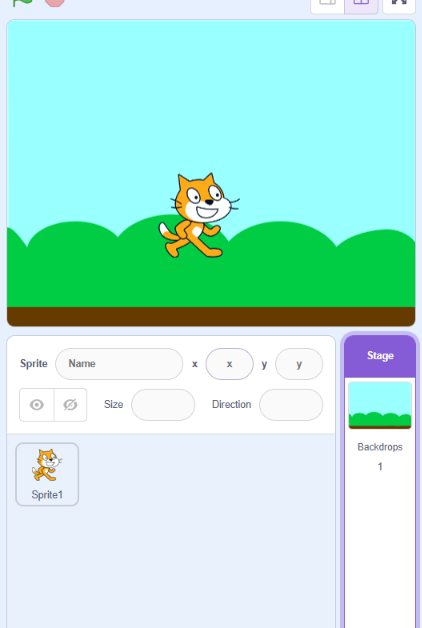 Sprite Name x x y y
Stage
Size Direction
Sprite1
Backdrops
1